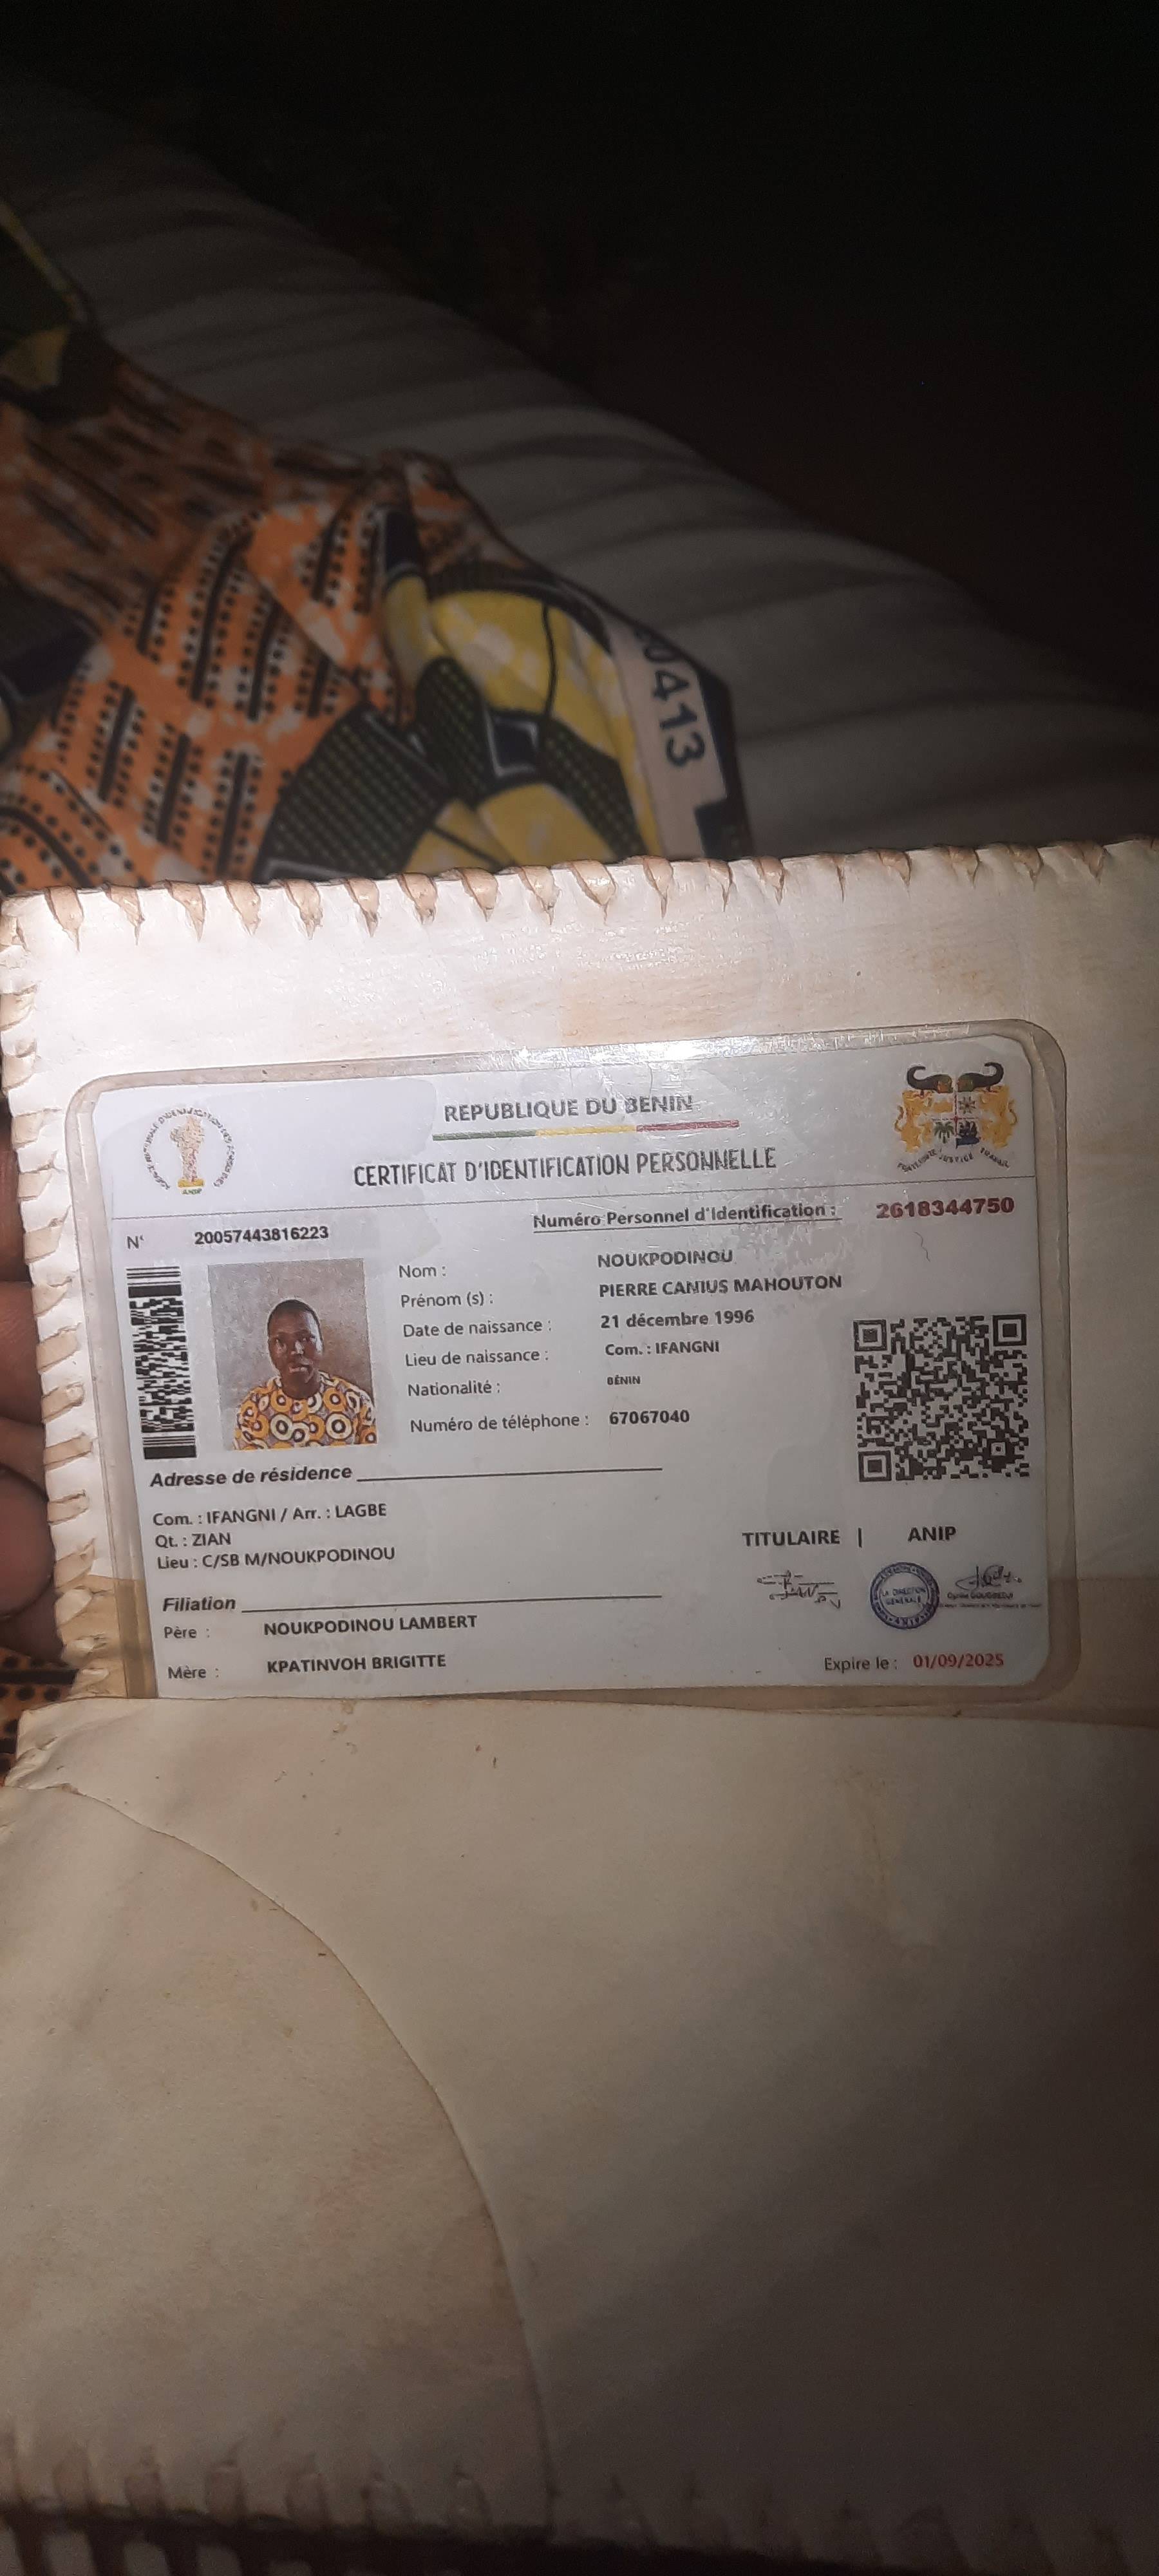 20413
REPUBLIQUE DU BENIN
CERTIFICAT D'IDENTIFICATION PERSONNELLE
ANIP
FRATERNITE JUSTICE TRAVAIL
N° 20057443816223
Numéro Personnel d'Identification : 2618344750
Nom : NOUKPODINOU
Prénom (s) : PIERRE CANIUS MAHOUTON
Date de naissance : 21 décembre 1996
Lieu de naissance : Com. : IFANGNI
Nationalité : BÉNIN
Numéro de téléphone : 67067040
Adresse de résidence
Com. : IFANGNI / Arr. : LAGBE
Qt. : ZIAN
Lieu : C/SB M/NOUKPODINOU
TITULAIRE | ANIP
LA DIRECTION GENERALE
Filiation
Père : NOUKPODINOU LAMBERT
Mère : KPATINVOH BRIGITTE
Expire le : 01/09/2025